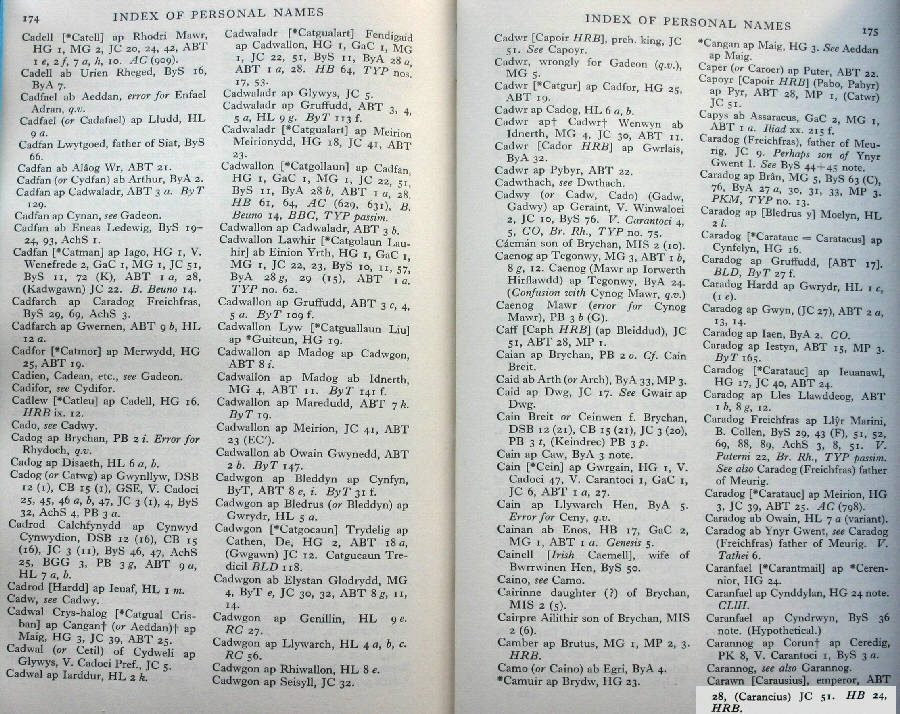 174
INDEX OF PERSONAL NAMES
Cadell [*Catell] ap Rhodri Mawr,
HG 1, MG 2, JC 20, 24, 42, ABT
1 e, 2 f, 7 a, h, 10. AC (909).
Cadell ab Urien Rheged, ByS 16,
ByA 7.
Cadfael ab Aeddan, error for Enfael
Adran, q.v.
Cadfael (or Cadafael) ap Lludd, HL
9 a.
Cadfan Lwytgoed, father of Siat, ByS
66.
Cadfan ab Alâog Wr, ABT 21.
Cadfan (or Cydfan) ab Arthur, ByA 2.
Cadfan ap Cadwaladr, ABT 3 a. ByT
129.
Cadfan ap Cynan, see Gadeon.
Cadfan ab Eneas Ledewig, ByS 19–
24, 93, AchS 1.
Cadfan [*Catman] ap Iago, HG 1, V.
Wenefrede 2, GaC 1, MG 1, JC 51,
ByS 11, 72 (K), ABT 1 a, 28,
(Kadwgawn) JC 22. B. Beuno 14.
Cadfarch ap Caradog Freichfras,
ByS 29, 69, AchS 3.
Cadfarch ap Gwernen, ABT 9 b, HL
12 a.
Cadfor [*Catmor] ap Merwydd, HG
25, ABT 19.
Cadien, Cadean, etc., see Gadeon.
Cadifor, see Cydifor.
Cadlew [*Catleu] ap Cadell, HG 16.
HRB ix. 12.
Cado, see Cadwy.
Cadog ap Brychan, PB 2 i. Error for
Rhydoch, q.v.
Cadog ap Disaeth, HL 6 a, b.
Cadog (or Catwg) ap Gwynllyw, DSB
12 (1), CB 15 (1), GSE, V. Cadoci
25, 45, 46 a, b, 47, JC 3 (1), 4, ByS
32, AchS 4, PB 3 a.
Cadrod Calchfynydd ap Cynwyd
Cynwydion, DSB 12 (16), CB 15
(16), JC 3 (11), ByS 46, 47, AchS
25, BGG 3, PB 3 g, ABT 9 a,
HL 7 a, b.
Cadrod [Hardd] ap Ieuaf, HL 1 m.
Cadw, see Cadwy.
Cadwal Crys-halog [*Catgual Cris-
ban] ap Cangan† (or Aeddan)† ap
Maig, HG 3, JC 39, ABT 25.
Cadwal (or Cetil) of Cydweli ap
Glywys, V. Cadoci Pref., JC 5.
Cadwal ap Iarddur, HL 2 k.
Cadwaladr [*Catgualart] Fendigaid
ap Cadwallon, HG 1, GaC 1, MG
1, JC 22, 51, ByS 11, ByA 28 a,
ABT 1 a, 28. HB 64, TYP nos.
17, 53.
Cadwaladr ap Glywys, JC 5.
Cadwaladr ap Gruffudd, ABT 3, 4,
5 a, HL 9 g. ByT 113 f.
Cadwaladr [*Catgualart] ap Meirion
Meirionydd, HG 18, JC 41, ABT
23.
Cadwallon [*Catgollaun] ap Cadfan,
HG 1, GaC 1, MG 1, JC 22, 51,
ByS 11, ByA 28 b, ABT 1 a, 28.
HB 61, 64, AC (629, 631), B.
Beuno 14, BBC, TYP passim.
Cadwallon ap Cadwaladr, ABT 3 b.
Cadwallon Lawhir [*Catgolaun Lau-
hir] ab Einion Yrth, HG 1, GaC 1,
MG 1, JC 22, 23, ByS 10, 11, 57,
ByA 28 g, 29 (15), ABT 1 a.
TYP no. 62.
Cadwallon ap Gruffudd, ABT 3 c, 4,
5 a. ByT 109 f.
Cadwallon Lyw [*Catguallaun Liu]
ap *Guitcun, HG 19.
Cadwallon ap Madog ap Cadwgon,
ABT 8 i.
Cadwallon ap Madog ab Idnerth,
MG 4, ABT 11. ByT 141 f.
Cadwallon ap Maredudd, ABT 7 k.
ByT 19.
Cadwallon ap Meirion, JC 41, ABT
23 (EC').
Cadwallon ab Owain Gwynedd, ABT
2 b. ByT 147.
Cadwgon ap Bleddyn ap Cynfyn,
ByT, ABT 8 e, i. ByT 31 f.
Cadwgon ap Bledrus (or Bleddyn) ap
Gwrydr, HL 5 a.
Cadwgon [*Catgocaun] Trydelig ap
Cathen, De, HG 2, ABT 18 a,
(Gwgawn) JC 12. Catgucaun Tre-
dicil BLD 118.
Cadwgon ab Elystan Glodrydd, MG
4, ByT e, JC 30, 32, ABT 8 g, 11,
14.
Cadwgon ap Genillin, HL 9 e.
RC 27.
Cadwgon ap Llywarch, HL 4 a, b, c.
RC 56.
Cadwgon ap Rhiwallon, HL 8 e.
Cadwgon ap Seisyll, JC 32.
INDEX OF PERSONAL NAMES
175
Cadwr [Capoir HRB], preh. king, JC
51. See Capoyr.
Cadwr, wrongly for Gadeon (q.v.),
MG 5.
Cadwr [*Catgur] ap Cadfor, HG 25,
ABT 19.
Cadwr ap Cadog, HL 6 a, b.
Cadwr ap† Cadwr† Wenwyn ab
Idnerth, MG 4, JC 30, ABT 11.
Cadwr [Cador HRB] ap Gwrlais,
ByA 32.
Cadwr ap Pybyr, ABT 22.
Cadwthach, see Dwthach.
Cadwy (or Cadw, Cado) (Gadw,
Gadwy) ap Geraint, V. Winwaloei
2, JC 10, ByS 76. V. Carantoci 4,
5, CO, Br. Rh., TYP no. 75.
Cácmán son of Brychan, MIS 2 (10).
Caenog ap Tegonwy, MG 3, ABT 1 b,
8 g, 12. Caenog (Mawr ap Iorwerth
Hirflawdd) ap Tegonwy, ByA 24.
(Confusion with Cynog Mawr, q.v.)
Caenog Mawr (error for Cynog
Mawr), PB 3 b (G).
Caff [Caph HRB] (ap Bleiddud), JC
51, ABT 28, MP 1.
Caian ap Brychan, PB 2 o. Cf. Cain
Breit.
Caid ab Arth (or Arch), ByA 33, MP 3.
Caid ap Dwg, JC 17. See Gwair ap
Dwg.
Cain Breit or Ceinwen f. Brychan,
DSB 12 (21), CB 15 (21), JC 3 (20),
PB 3 t, (Keindrec) PB 3 p.
Cain ap Caw, ByA 3 note.
Cain [*Cein] ap Gwrgain, HG 1, V.
Cadoci 47, V. Carantoci 1, GaC 1,
JC 6, ABT 1 a, 27.
Cain ap Llywarch Hen, ByA 5.
Error for Ceny, q.v.
Cainan ab Enos, HB 17, GaC 2,
MG 1, ABT 1 a. Genesis 5.
Cainell [Irish Caemell], wife of
Bwrrwinen Hen, ByS 50.
Caino, see Camo.
Cairinne daughter (?) of Brychan,
MIS 2 (5).
Cairpre Ailithir son of Brychan, MIS
2 (6).
Camber ap Brutus, MG 1, MP 2, 3.
HRB.
Camo (or Caino) ab Egri, ByA 4.
*Camuir ap Brydw, HG 23.
*Cangan ap Maig, HG 3. See Aeddan
ap Maig.
Caper (or Caroer) ap Puter, ABT 22.
Capoyr [Capoir HRB] (Pabo, Pabyr)
ap Pyr, ABT 28, MP 1, (Catwr)
JC 51.
Capys ab Assaracus, GaC 2, MG 1,
ABT 1 a. Iliad xx. 215 f.
Caradog (Freichfras), father of Meu-
rig, JC 9. Perhaps son of Ynyr
Gwent I. See ByS 44+45 note.
Caradog ap Brân, MG 5, ByS 63 (C),
76, ByA 27 a, 30, 31, 33, MP 3.
PKM, TYP no. 13.
Caradog ap [Bledrus y] Moelyn, HL
2 i.
Caradog [*Caratauc = Caratacus] ap
Cynfelyn, HG 16.
Caradog ap Gruffudd, [ABT 17].
BLD, ByT 27 f.
Caradog Hardd ap Gwrydr, HL 1 c,
(1 e).
Caradog ap Gwyn, (JC 27), ABT 2 a,
13, 14.
Caradog ap Iaen, ByA 2. CO.
Caradog ap Iestyn, ABT 15, MP 3.
ByT 165.
Caradog [*Caratauc] ap Ieuanawl,
HG 17, JC 40, ABT 24.
Caradog ap Lles Llawddeog, ABT
1 b, 8 g, 12.
Caradog Freichfras ap Llŷr Marini,
B. Collen, ByS 29, 43 (F), 51, 52,
69, 88, 89, AchS 3, 8, 51. V.
Paterni 22, Br. Rh., TYP passim.
See also Caradog (Freichfras) father
of Meurig.
Caradog [*Caratauc] ap Meirion, HG
3, JC 39, ABT 25. AC (798).
Caradog ab Owain, HL 7 a (variant).
Caradog ab Ynyr Gwent, see Caradog
(Freichfras) father of Meurig. V.
Tathei 6.
Caranfael [*Carantmail] ap *Ceren-
nior, HG 24.
Caranfael ap Cynddylan, HG 24 note.
CLlH.
Caranfael ap Cyndrwyn, ByS 36
note. (Hypothetical.)
Carannog ap Corun† ap Ceredig,
PK 8, V. Carantoci 1, ByS 3 a.
Carannog, see also Garannog.
Carawn [Carausius], emperor, ABT
28, (Carancius) JC 51. HB 24,
HRB.